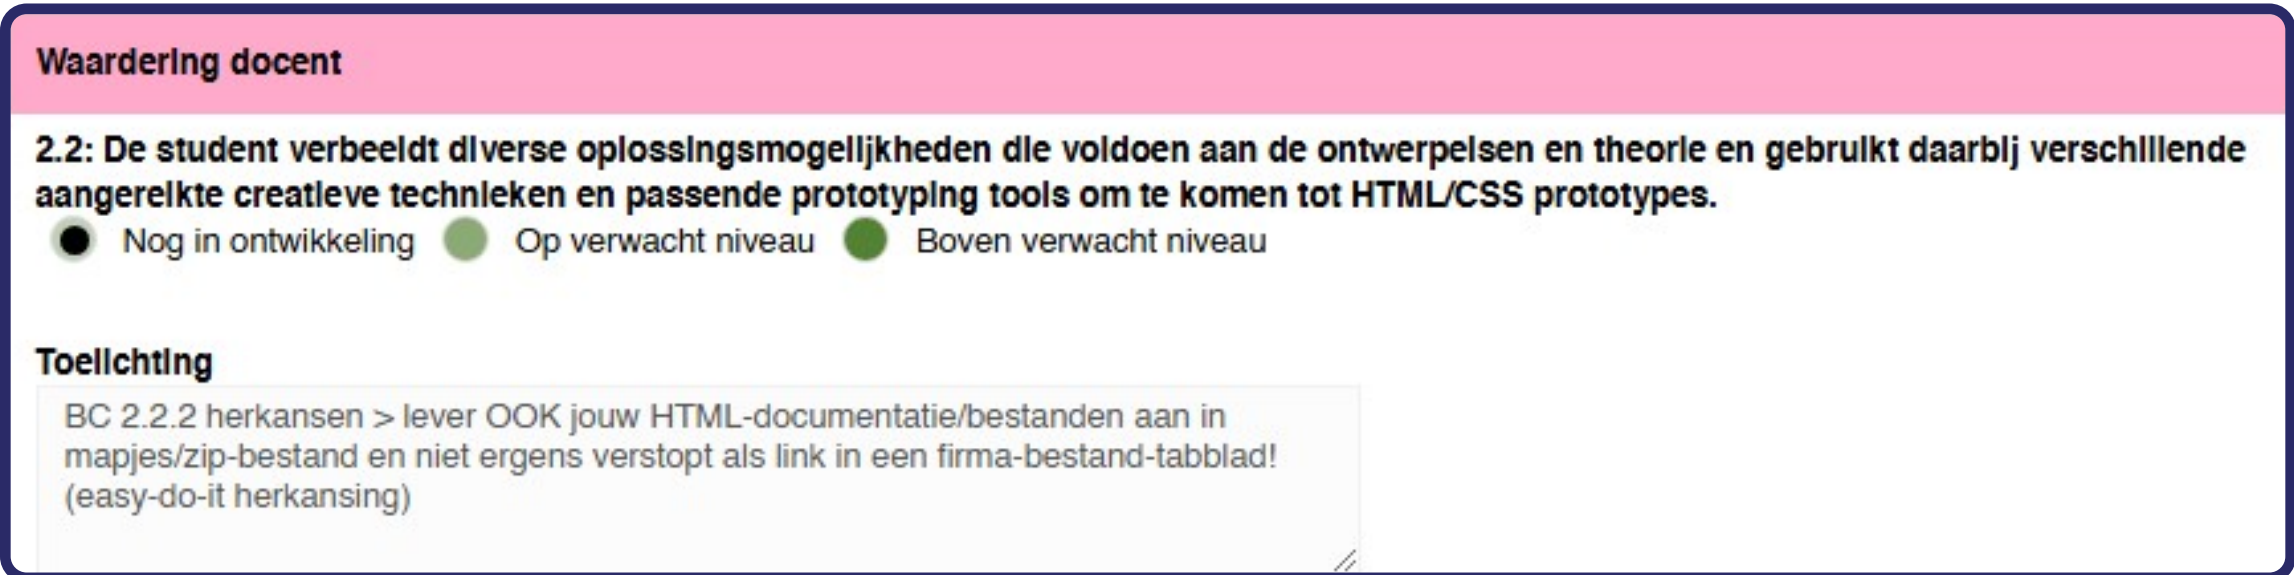 Waardering docent
2.2: De student verbeeldt diverse oplossingsmogelijkheden die voldoen aan de ontwerpeisen en theorie en gebruikt daarbij verschillende
aangereikte creatieve technieken en passende prototyping tools om te komen tot HTML/CSS prototypes.
Nog in ontwikkeling Op verwacht niveau Boven verwacht niveau
Toelichting
BC 2.2.2 herkansen > lever OOK jouw HTML-documentatie/bestanden aan in
mapjes/zip-bestand en niet ergens verstopt als link in een firma-bestand-tabblad!
(easy-do-it herkansing)